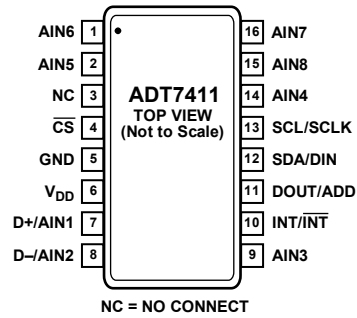 AIN6 1
AIN5 2
NC 3
C̅S̅ 4
GND 5
VDD 6
D+/AIN1 7
D–/AIN2 8
ADT7411
TOP VIEW
(Not to Scale)
16 AIN7
15 AIN8
14 AIN4
13 SCL/SCLK
12 SDA/DIN
11 DOUT/ADD
10 INT/I̅N̅T̅
9 AIN3
NC = NO CONNECT